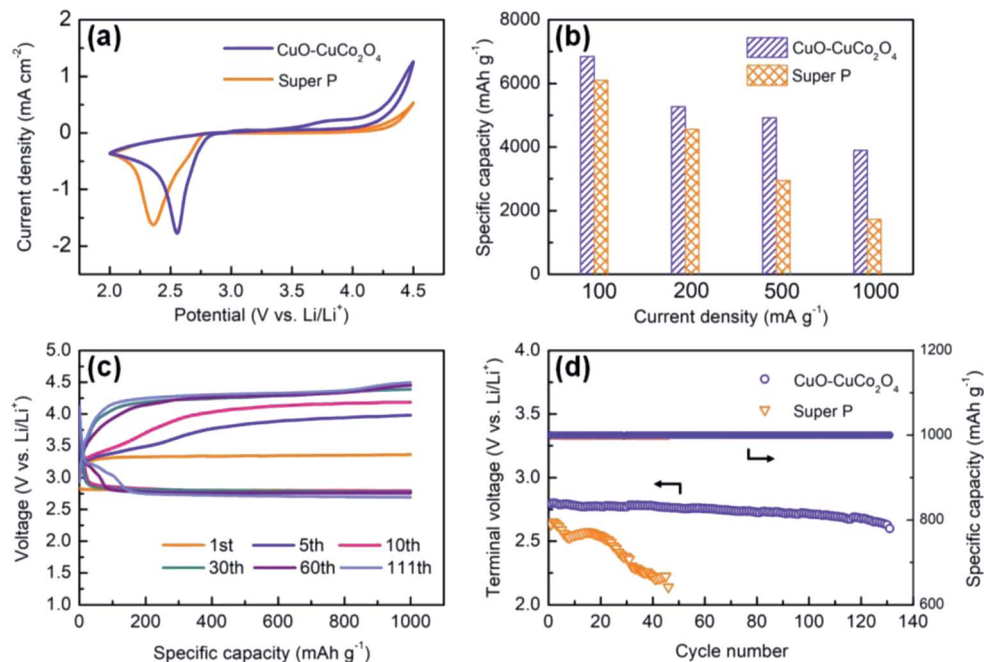 (a)
2
1
0
-1
-2
Current density (mA cm⁻²)
CuO-CuCo₂O₄
Super P
2.0 2.5 3.0 3.5 4.0 4.5
Potential (V vs. Li/Li⁺)
(b)
8000
6000
4000
2000
0
Specific capacity (mAh g⁻¹)
CuO-CuCo₂O₄
Super P
100 200 500 1000
Current density (mA g⁻¹)
(c)
5.0
4.5
4.0
3.5
3.0
2.5
2.0
1.5
1.0
Voltage (V vs. Li/Li⁺)
1st 5th 10th
30th 60th 111th
0 200 400 600 800 1000
Specific capacity (mAh g⁻¹)
(d)
4.0
3.5
3.0
2.5
2.0
Terminal voltage (V vs. Li/Li⁺)
CuO-CuCo₂O₄
Super P
1200
1000
800
600
Specific capacity (mAh g⁻¹)
0 20 40 60 80 100 120 140
Cycle number